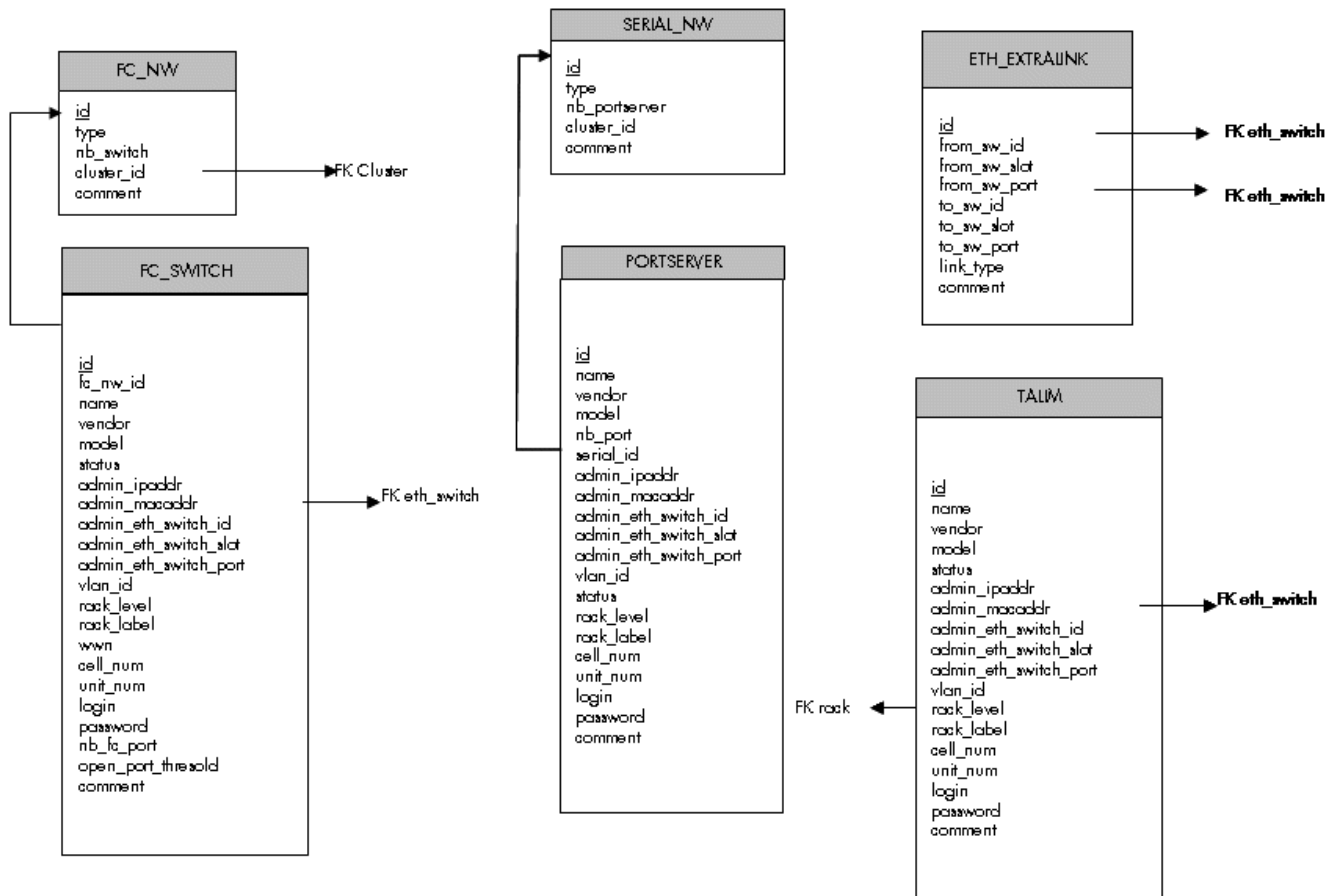 FC_NW
id
type
nb_switch
cluster_id
comment
FK Cluster
FC_SWITCH
id
fc_nw_id
name
vendor
model
status
admin_ipaddr
admin_macaddr
admin_eth_switch_id
admin_eth_switch_slot
admin_eth_switch_port
vlan_id
rack_level
rack_label
wwn
cell_num
unit_num
login
password
nb_fc_port
open_port_thresold
comment
FK eth_switch
SERIAL_NW
id
type
nb_portserver
cluster_id
comment
PORTSERVER
id
name
vendor
model
nb_port
serial_id
admin_ipaddr
admin_macaddr
admin_eth_switch_id
admin_eth_switch_slot
admin_eth_switch_port
vlan_id
status
rack_level
rack_label
cell_num
unit_num
login
password
comment
ETH_EXTRALINK
id
from_sw_id
from_sw_slot
from_sw_port
to_sw_id
to_sw_slot
to_sw_port
link_type
comment
FK eth_switch
FK eth_switch
TALIM
id
name
vendor
model
status
admin_ipaddr
admin_macaddr
admin_eth_switch_id
admin_eth_switch_slot
admin_eth_switch_port
vlan_id
rack_level
rack_label
cell_num
unit_num
login
password
comment
FK eth_switch
FK rack